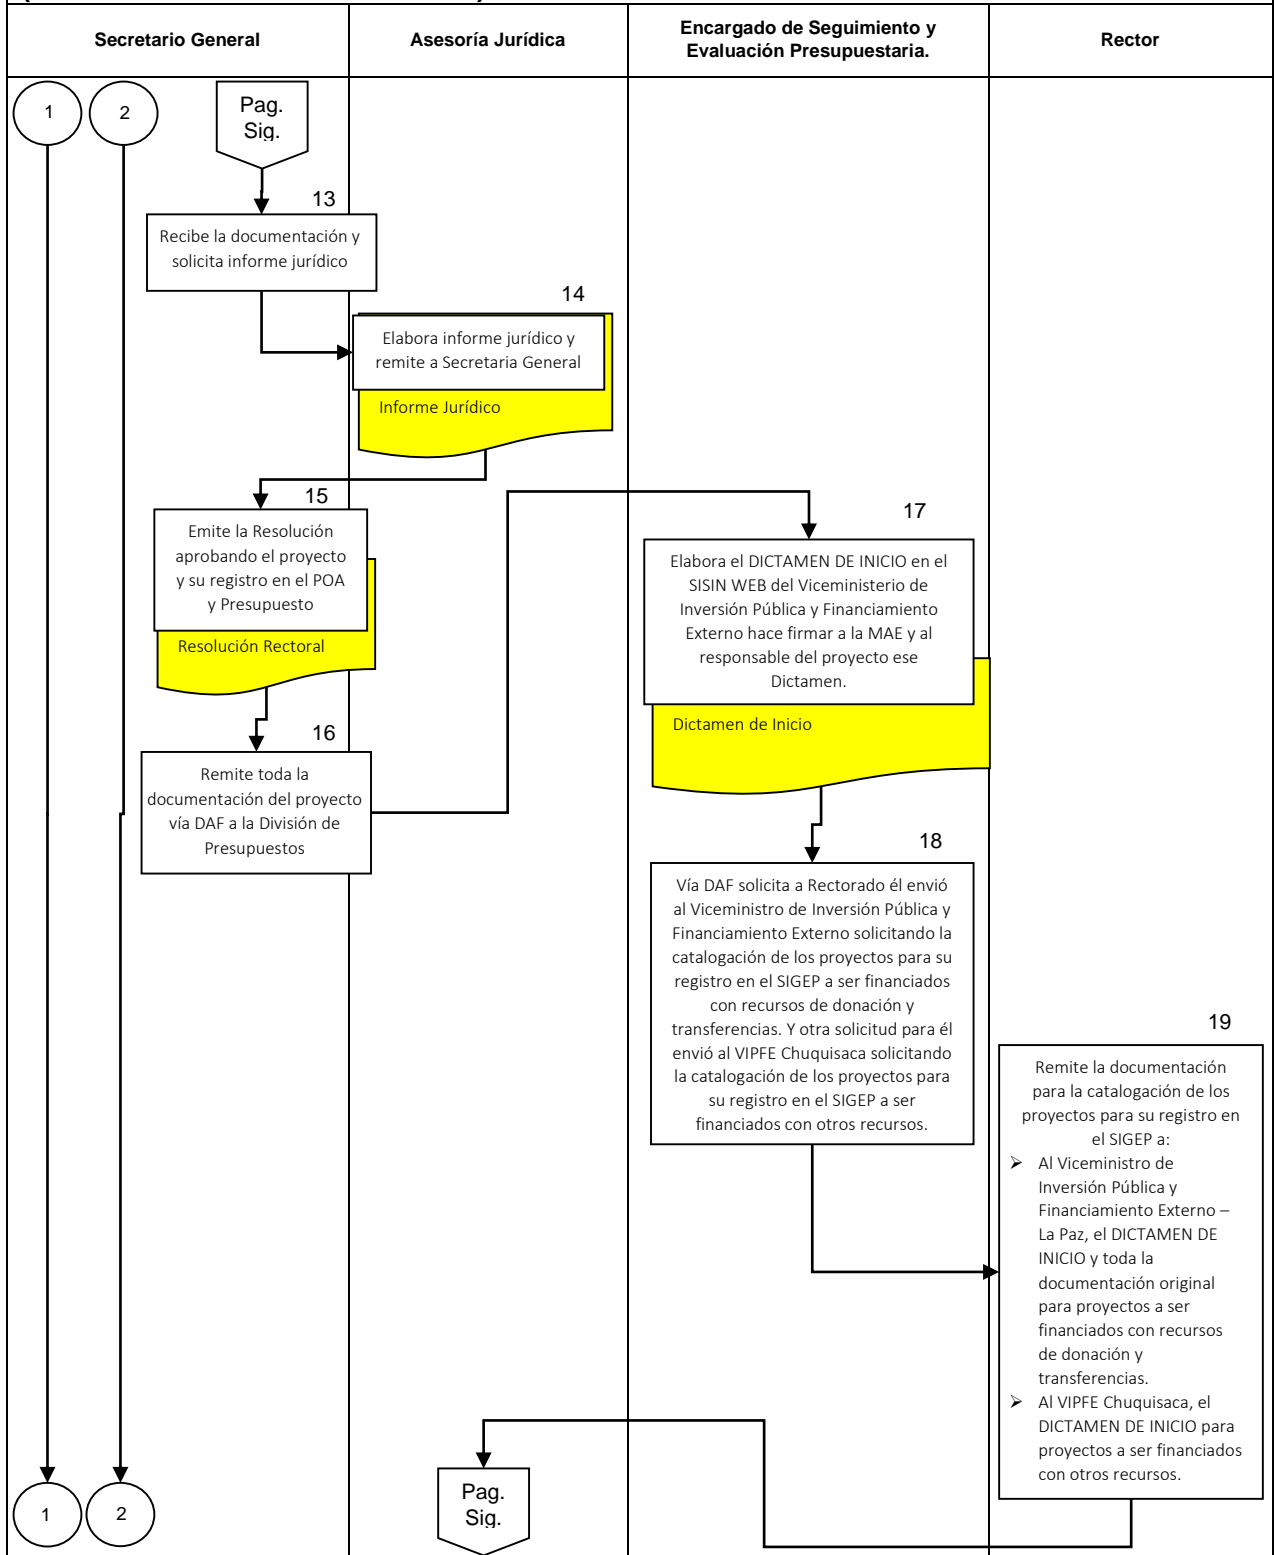 Secretario General
Asesoría Jurídica
Encargado de Seguimiento y
Evaluación Presupuestaria.
Rector
1
2
Pag.
Sig.
13
Recibe la documentación y
solicita informe jurídico
14
Elabora informe jurídico y
remite a Secretaria General
Informe Jurídico
15
Emite la Resolución
aprobando el proyecto
y su registro en el POA
y Presupuesto
Resolución Rectoral
16
Remite toda la
documentación del proyecto
vía DAF a la División de
Presupuestos
17
Elabora el DICTAMEN DE INICIO en el
SISIN WEB del Viceministerio de
Inversión Pública y Financiamiento
Externo hace firmar a la MAE y al
responsable del proyecto ese
Dictamen.
Dictamen de Inicio
18
Vía DAF solicita a Rectorado él envió
al Viceministro de Inversión Pública y
Financiamiento Externo solicitando la
catalogación de los proyectos para su
registro en el SIGEP a ser financiados
con recursos de donación y
transferencias. Y otra solicitud para él
envió al VIPFE Chuquisaca solicitando
la catalogación de los proyectos para
su registro en el SIGEP a ser
financiados con otros recursos.
19
Remite la documentación
para la catalogación de los
proyectos para su registro en
el SIGEP a:
➢ Al Viceministro de
Inversión Pública y
Financiamiento Externo –
La Paz, el DICTAMEN DE
INICIO y toda la
documentación original
para proyectos a ser
financiados con recursos
de donación y
transferencias.
➢ Al VIPFE Chuquisaca, el
DICTAMEN DE INICIO para
proyectos a ser financiados
con otros recursos.
1
2
Pag.
Sig.